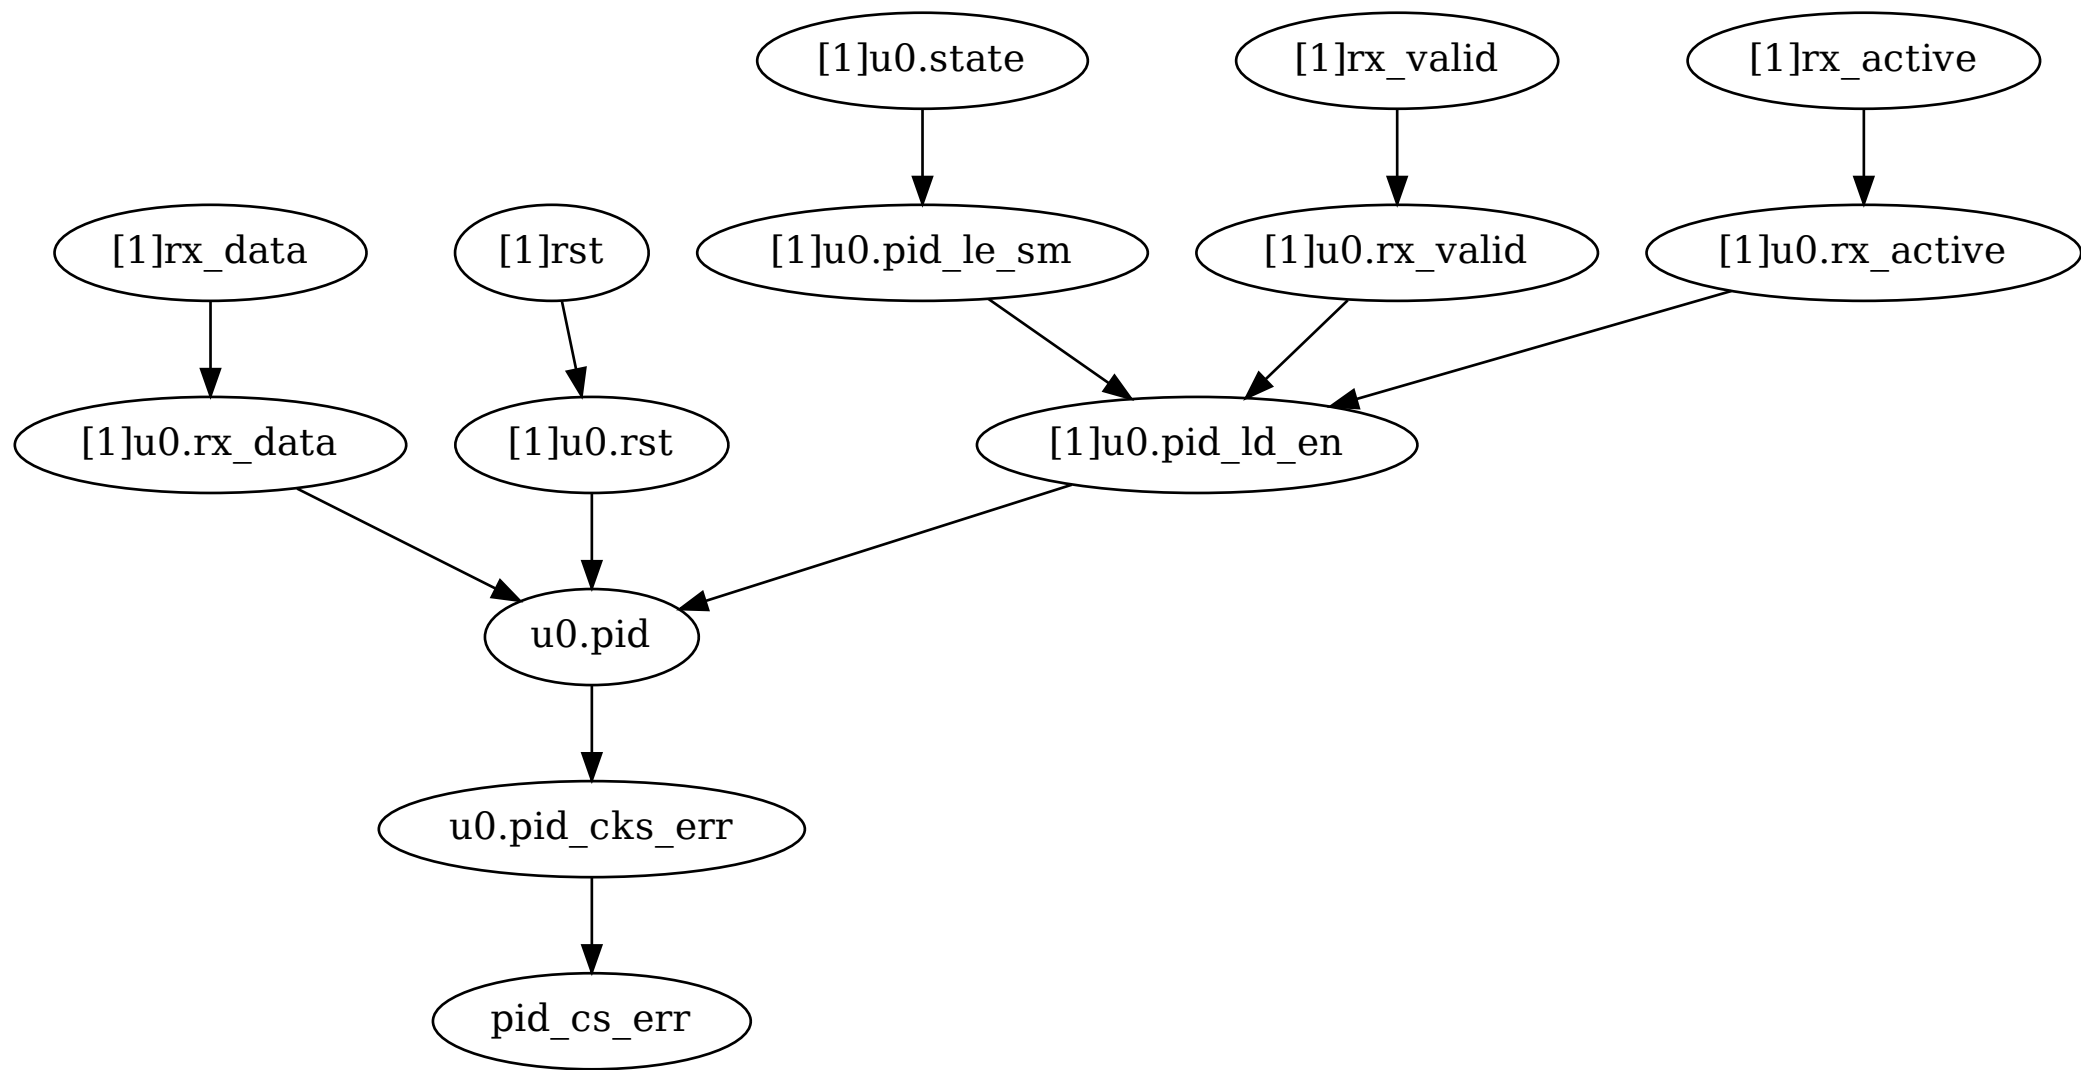 [1]u0.state
[1]rx_valid
[1]rx_active
[1]rx_data
[1]rst
[1]u0.pid_le_sm
[1]u0.rx_valid
[1]u0.rx_active
[1]u0.rx_data
[1]u0.rst
[1]u0.pid_ld_en
u0.pid
u0.pid_cks_err
pid_cs_err